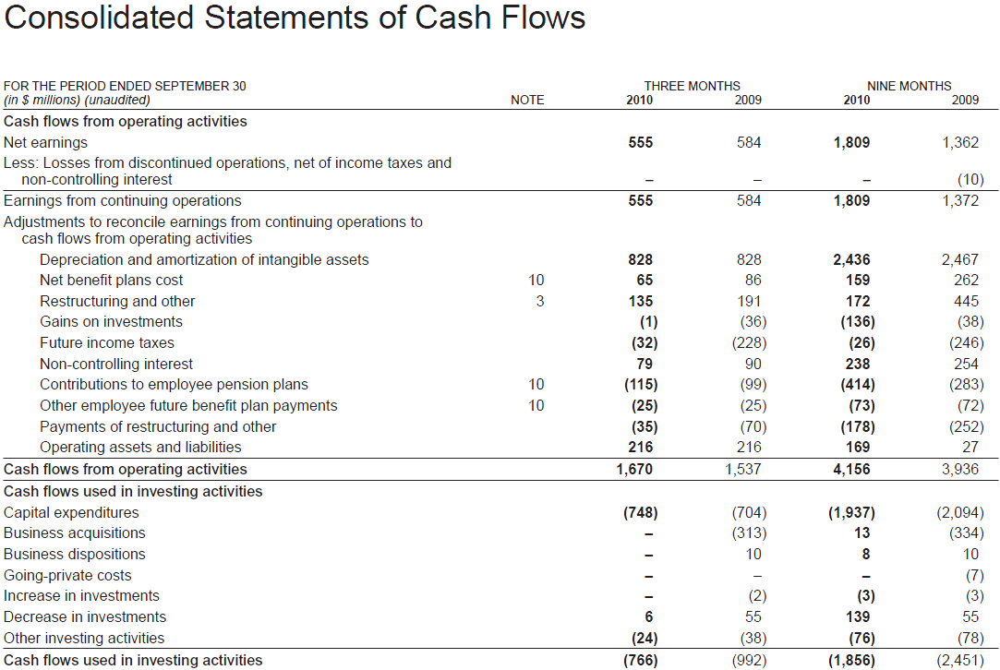 Consolidated Statements of Cash Flows
FOR THE PERIOD ENDED SEPTEMBER 30 THREE MONTHS NINE MONTHS
(in $ millions) (unaudited) NOTE 2010 2009 2010 2009
Cash flows from operating activities
Net earnings 555 584 1,809 1,362
Less: Losses from discontinued operations, net of income taxes and
non-controlling interest – – – (10)
Earnings from continuing operations 555 584 1,809 1,372
Adjustments to reconcile earnings from continuing operations to
cash flows from operating activities
Depreciation and amortization of intangible assets 828 828 2,436 2,467
Net benefit plans cost 10 65 86 159 262
Restructuring and other 3 135 191 172 445
Gains on investments (1) (36) (136) (38)
Future income taxes (32) (228) (26) (246)
Non-controlling interest 79 90 238 254
Contributions to employee pension plans 10 (115) (99) (414) (283)
Other employee future benefit plan payments 10 (25) (25) (73) (72)
Payments of restructuring and other (35) (70) (178) (252)
Operating assets and liabilities 216 216 169 27
Cash flows from operating activities 1,670 1,537 4,156 3,936
Cash flows used in investing activities
Capital expenditures (748) (704) (1,937) (2,094)
Business acquisitions – (313) 13 (334)
Business dispositions – 10 8 10
Going-private costs – – – (7)
Increase in investments – (2) (3) (3)
Decrease in investments 6 55 139 55
Other investing activities (24) (38) (76) (78)
Cash flows used in investing activities (766) (992) (1,856) (2,451)